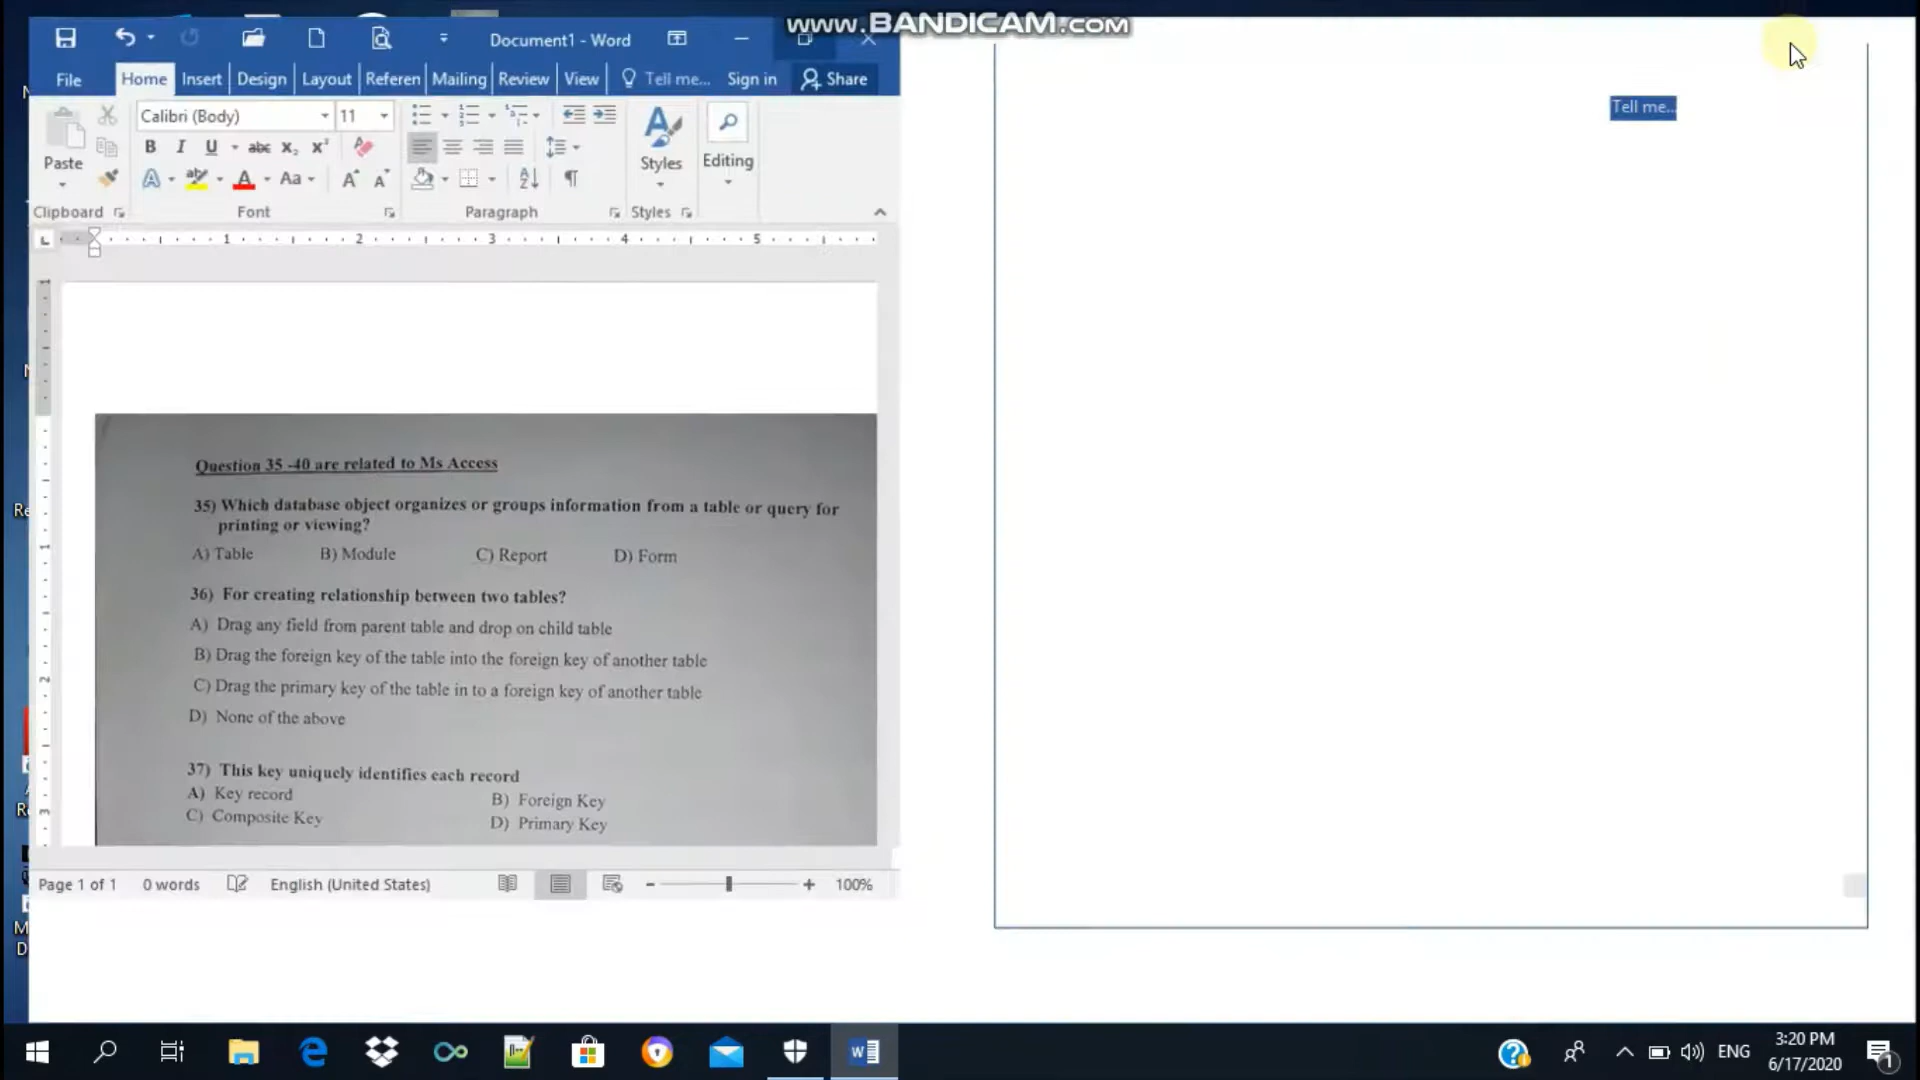 www.BANDICAM.com
Document1 - Word
File Home Insert Design Layout Referen Mailing Review View Tell me... Sign in Share
Tell me...
Calibri (Body) 11
Paste
Styles
Editing
Clipboard Font Paragraph Styles
1 2 3 4 5
Question 35 -40 are related to Ms Access
35) Which database object organizes or groups information from a table or query for
printing or viewing?
A) Table B) Module C) Report D) Form
36) For creating relationship between two tables?
A) Drag any field from parent table and drop on child table
B) Drag the foreign key of the table into the foreign key of another table
C) Drag the primary key of the table in to a foreign key of another table
D) None of the above
37) This key uniquely identifies each record
A) Key record B) Foreign Key
C) Composite Key D) Primary Key
Page 1 of 1 0 words English (United States) 100%
ENG
3:20 PM
6/17/2020
1